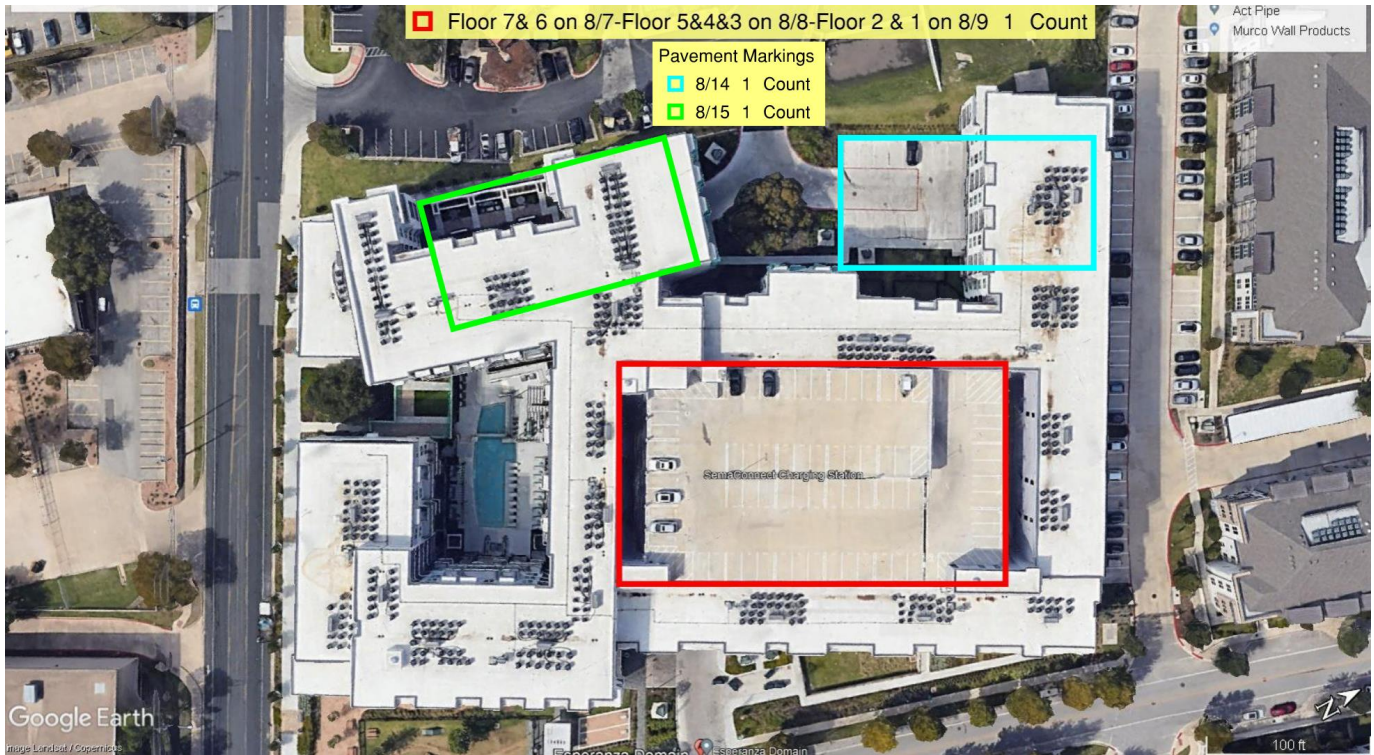 Floor 7& 6 on 8/7-Floor 5&4&3 on 8/8-Floor 2 & 1 on 8/9 1 Count
Act Pipe
Murco Wall Products
Pavement Markings
8/14 1 Count
8/15 1 Count
SemaConnect Charging Station
Google Earth
N
Image Landsat / Copernicus
100 ft
Esperanza Domain
Esperanza Domain